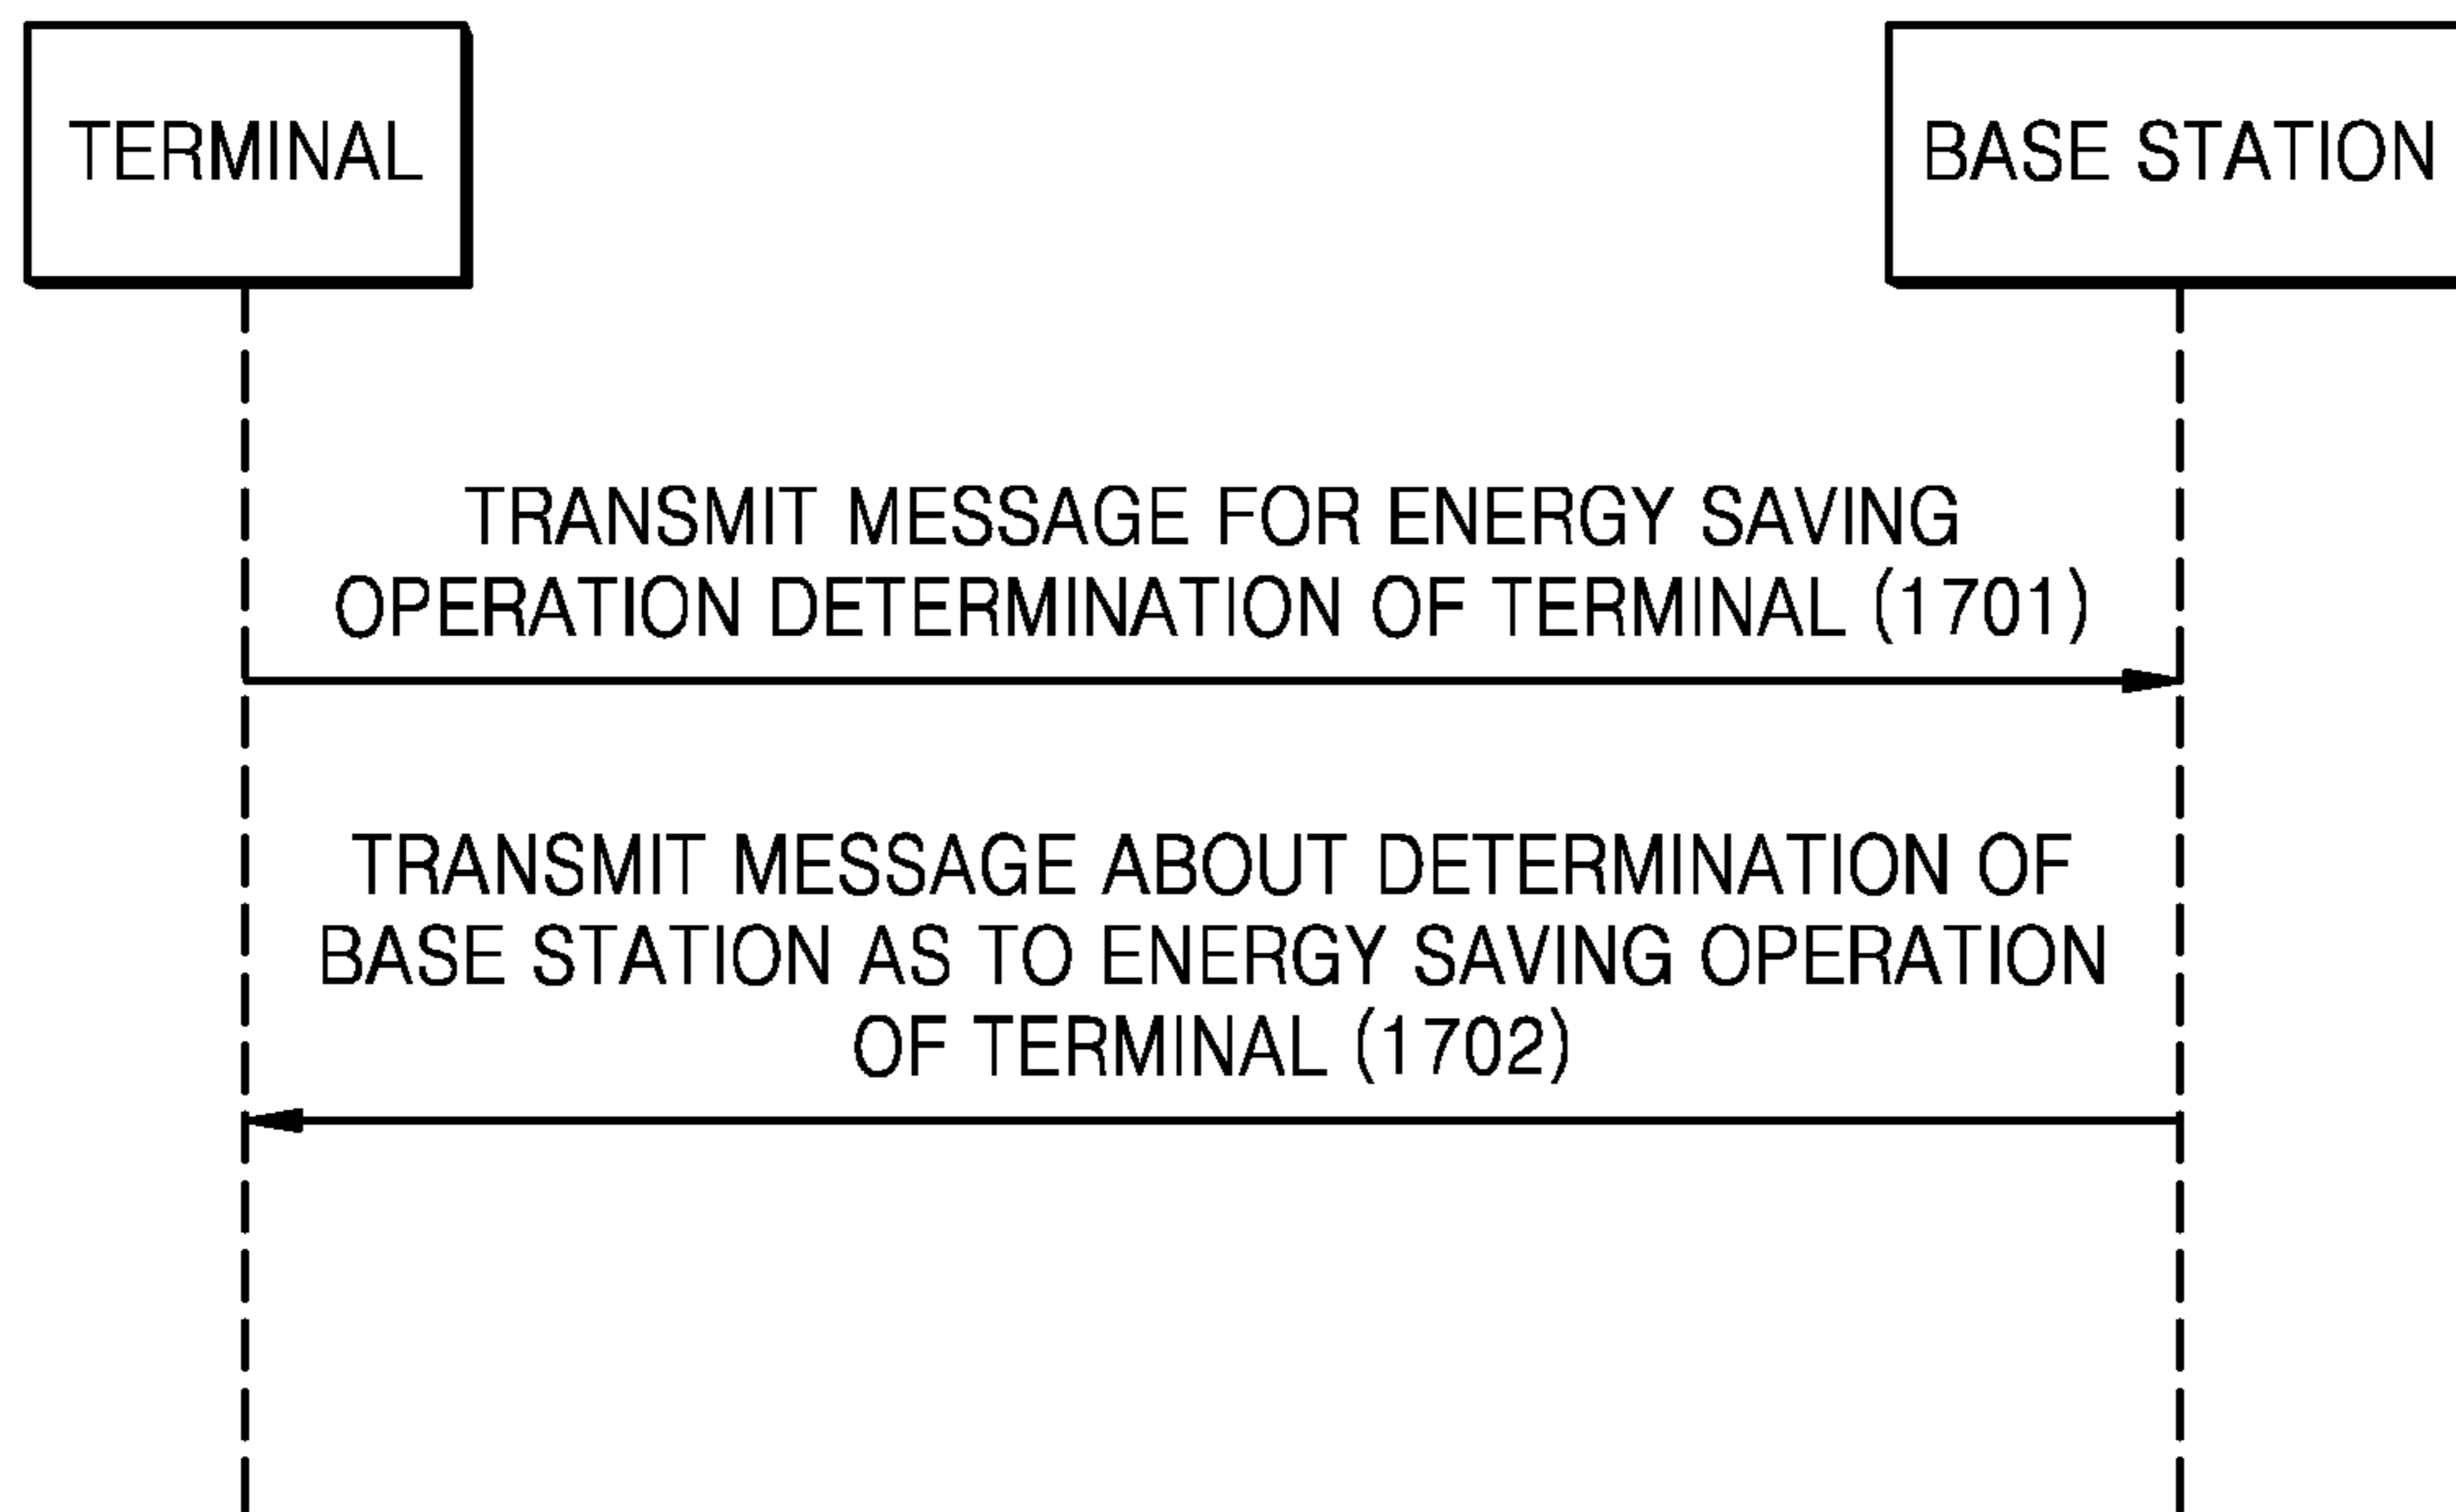 TERMINAL
BASE STATION
TRANSMIT MESSAGE FOR ENERGY SAVING
OPERATION DETERMINATION OF TERMINAL (1701)
TRANSMIT MESSAGE ABOUT DETERMINATION OF
BASE STATION AS TO ENERGY SAVING OPERATION
OF TERMINAL (1702)